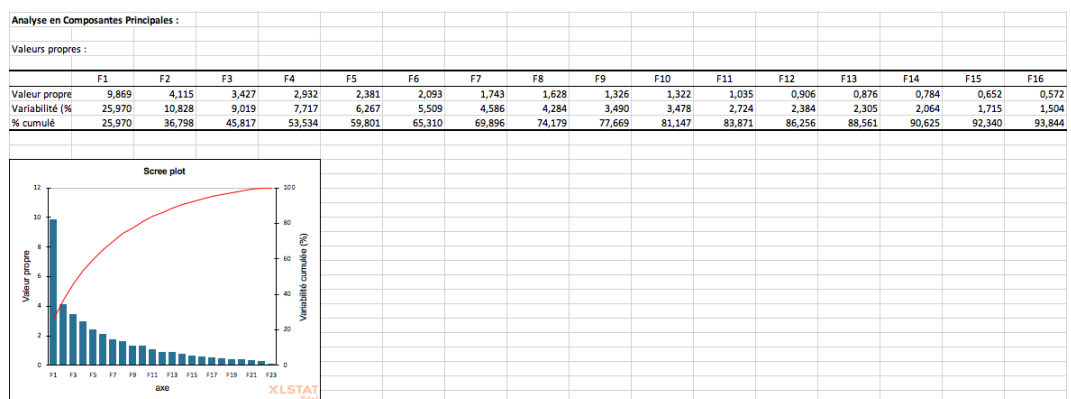 Analyse en Composantes Principales :
Valeurs propres :
F1 F2 F3 F4 F5 F6 F7 F8 F9 F10 F11 F12 F13 F14 F15 F16
Valeur propre 9,869 4,115 3,427 2,932 2,381 2,093 1,743 1,628 1,326 1,322 1,035 0,906 0,876 0,784 0,652 0,572
Variabilité (% 25,970 10,828 9,019 7,717 6,267 5,509 4,586 4,284 3,490 3,478 2,724 2,384 2,305 2,064 1,715 1,504
% cumulé 25,970 36,798 45,817 53,534 59,801 65,310 69,896 74,179 77,669 81,147 83,871 86,256 88,561 90,625 92,340 93,844
Scree plot
12
10
8
6
4
2
0
Valeur propre
100
80
60
40
20
0
Variabilité cumulée (%)
F1 F3 F5 F7 F9 F11 F13 F15 F17 F19 F21 F23
axe
XLSTAT
Trial